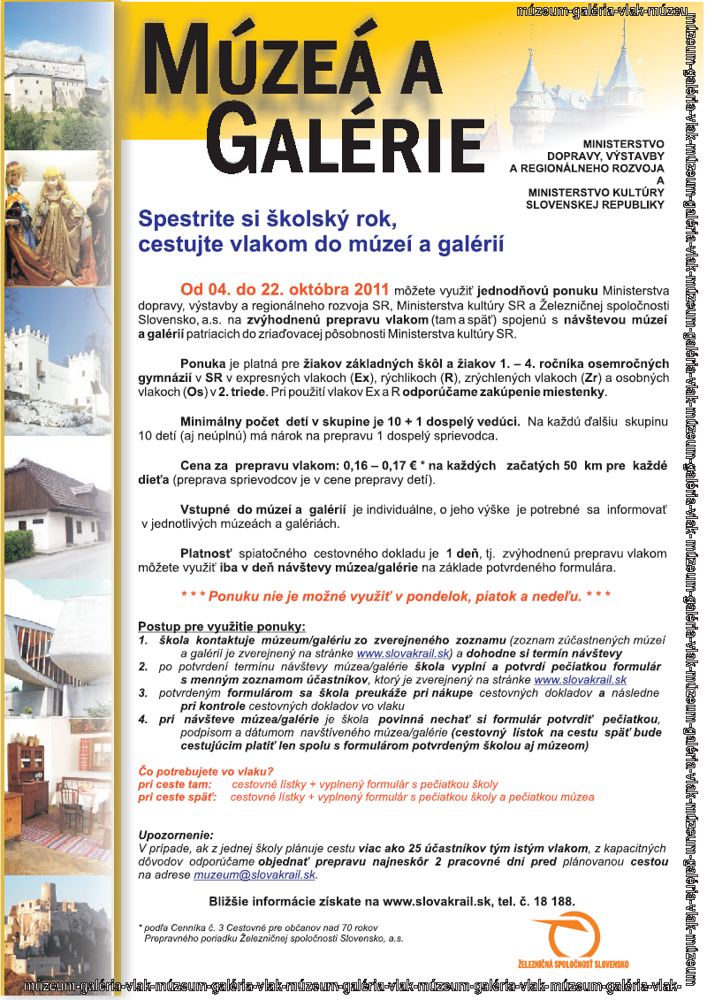 múzeum-galéria-vlak-múzeu
MÚZEÁ A
GALÉRIE
MINISTERSTVO
DOPRAVY, VÝSTAVBY
A REGIONÁLNEHO ROZVOJA
A
MINISTERSTVO KULTÚRY
SLOVENSKEJ REPUBLIKY
Spestrite si školský rok,
cestujte vlakom do múzeí a galérií
Od 04. do 22. októbra 2011 môžete využiť jednodňovú ponuku Ministerstva
dopravy, výstavby a regionálneho rozvoja SR, Ministerstva kultúry SR a Železničnej spoločnosti
Slovensko, a.s. na zvýhodnenú prepravu vlakom (tam a späť) spojenú s návštevou múzeí
a galérií patriacich do zriaďovacej pôsobnosti Ministerstva kultúry SR.
Ponuka je platná pre žiakov základných škôl a žiakov 1. – 4. ročníka osemročných
gymnázií v SR v expresných vlakoch (Ex), rýchlikoch (R), zrýchlených vlakoch (Zr) a osobných
vlakoch (Os) v 2. triede. Pri použití vlakov Ex a R odporúčame zakúpenie miestenky.
Minimálny počet detí v skupine je 10 + 1 dospelý vedúci. Na každú ďalšiu skupinu
10 detí (aj neúplnú) má nárok na prepravu 1 dospelý sprievodca.
Cena za prepravu vlakom: 0,16 – 0,17 € * na každých začatých 50 km pre každé
dieťa (preprava sprievodcov je v cene prepravy detí).
Vstupné do múzeí a galérií je individuálne, o jeho výške je potrebné sa informovať
v jednotlivých múzeách a galériách.
Platnosť spiatočného cestovného dokladu je 1 deň, tj. zvýhodnenú prepravu vlakom
môžete využiť iba v deň návštevy múzea/galérie na základe potvrdeného formulára.
* * * Ponuku nie je možné využiť v pondelok, piatok a nedeľu. * * *
Postup pre využitie ponuky:
1. škola kontaktuje múzeum/galériu zo zverejneného zoznamu (zoznam zúčastnených múzeí
a galérií je zverejnený na stránke www.slovakrail.sk) a dohodne si termín návštevy
2. po potvrdení termínu návštevy múzea/galérie škola vyplní a potvrdí pečiatkou formulár
s menným zoznamom účastníkov, ktorý je zverejnený na stránke www.slovakrail.sk
3. potvrdeným formulárom sa škola preukáže pri nákupe cestovných dokladov a následne
pri kontrole cestovných dokladov vo vlaku
4. pri návšteve múzea/galérie je škola povinná nechať si formulár potvrdiť pečiatkou,
podpisom a dátumom navštíveného múzea/galérie (cestovný lístok na cestu späť bude
cestujúcim platiť len spolu s formulárom potvrdeným školou aj múzeom)
Čo potrebujete vo vlaku?
pri ceste tam: cestovné lístky + vyplnený formulár s pečiatkou školy
pri ceste späť: cestovné lístky + vyplnený formulár s pečiatkou školy a pečiatkou múzea
Upozornenie:
V prípade, ak z jednej školy plánuje cestu viac ako 25 účastníkov tým istým vlakom, z kapacitných
dôvodov odporúčame objednať prepravu najneskôr 2 pracovné dni pred plánovanou cestou
na adrese muzeum@slovakrail.sk.
Bližšie informácie získate na www.slovakrail.sk, tel. č. 18 188.
* podľa Cenníka č. 3 Cestovné pre občanov nad 70 rokov
Prepravného poriadku Železničnej spoločnosti Slovensko, a.s.
ŽELEZNIČNÁ SPOLOČNOSŤ SLOVENSKO
múzeum-galéria-vlak-múzeum-galéria-vlak-múzeum-galéria-vlak-múzeum-galéria-vlak-múzeum-galéria-vlak-múzeum-galéria-vlak-múzeum-galéria-vlak-múzeum
múzeum-galéria-vlak-múzeum-galéria-vlak-múzeum-galéria-vlak-múzeum-galéria-vlak-múzeum-galéria-vlak-